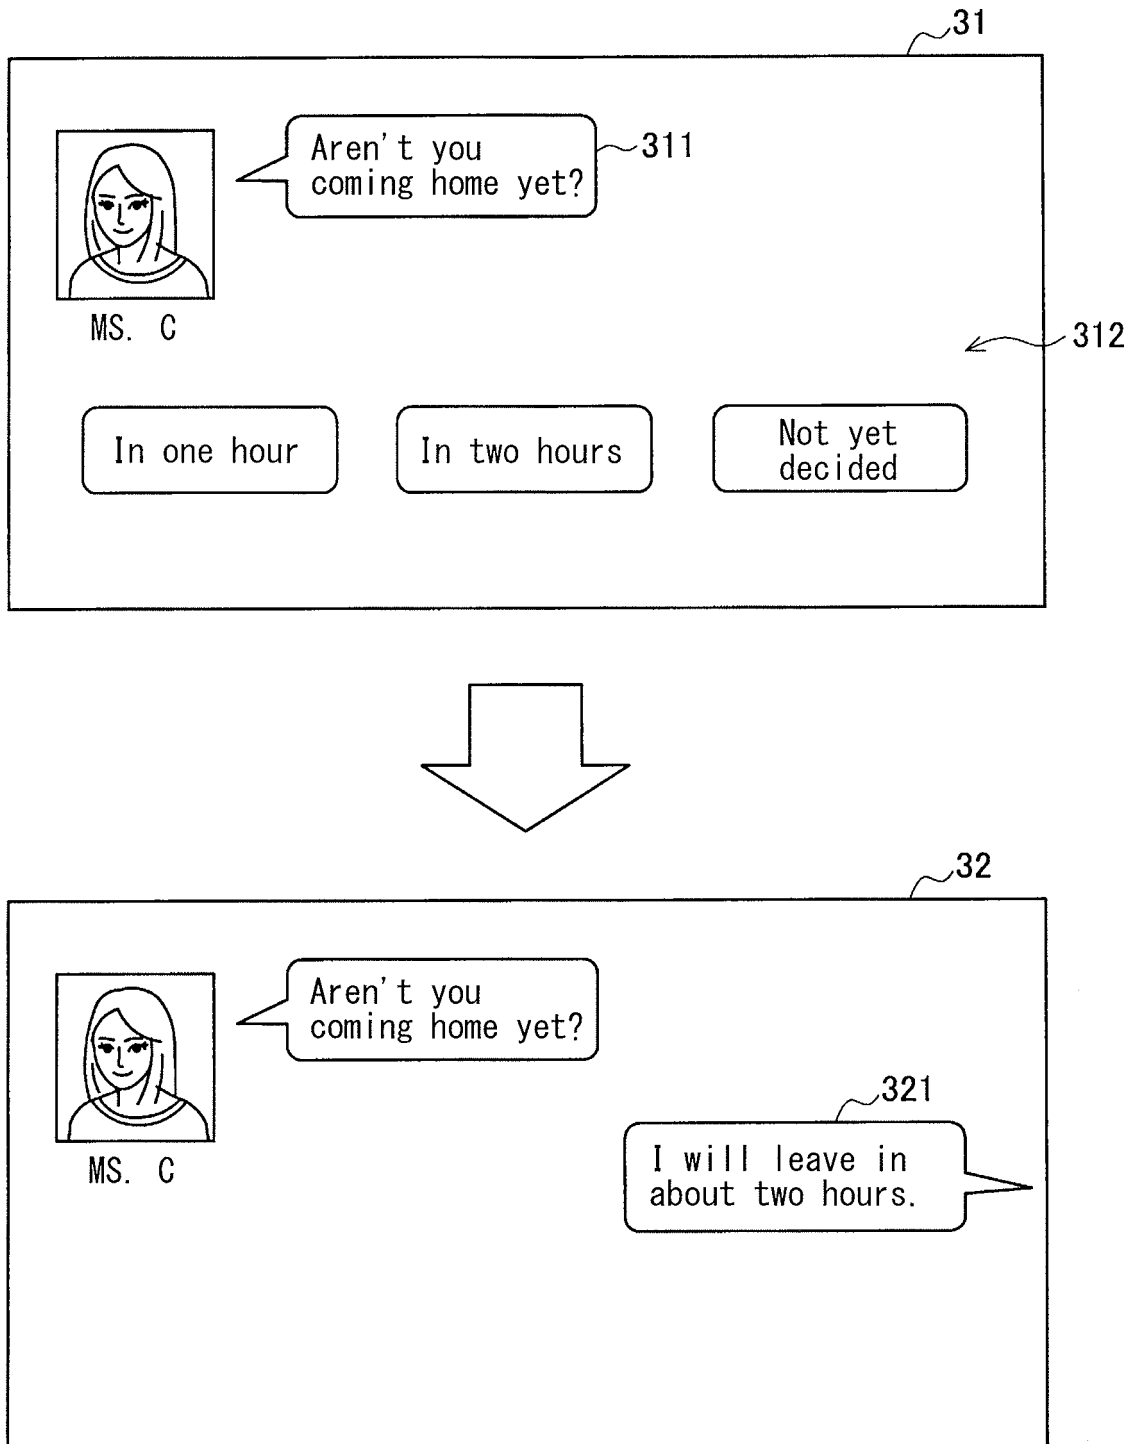 31
Aren't you
coming home yet?
311
MS. C
312
In one hour
In two hours
Not yet
decided
32
Aren't you
coming home yet?
321
I will leave in
about two hours.
MS. C